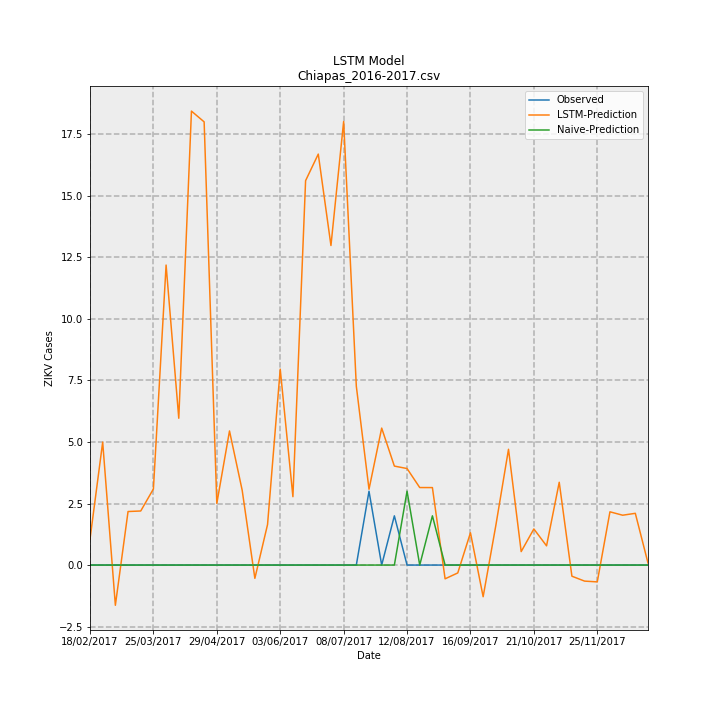 LSTM Model
Chiapas_2016-2017.csv
Observed
LSTM-Prediction
Naive-Prediction
17.5
15.0
12.5
10.0
7.5
5.0
2.5
0.0
−2.5
ZIKV Cases
18/02/2017 25/03/2017 29/04/2017 03/06/2017 08/07/2017 12/08/2017 16/09/2017 21/10/2017 25/11/2017
Date